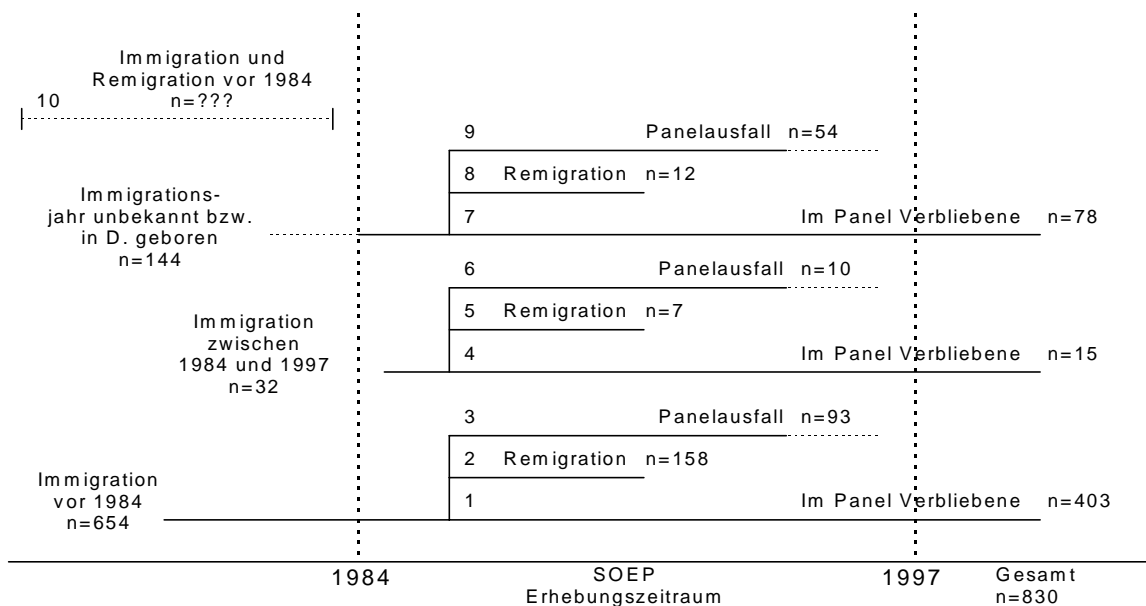 Immigration und
Remigration vor 1984
10 n=???
9 Panelausfall n=54
8 Remigration n=12
Immigrations-
jahr unbekannt bzw.
in D. geboren
n=144
7 Im Panel Verbliebene n=78
6 Panelausfall n=10
5 Remigration n=7
Immigration
zwischen
1984 und 1997
n=32
4 Im Panel Verbliebene n=15
3 Panelausfall n=93
2 Remigration n=158
Immigration
vor 1984
n=654
1 Im Panel Verbliebene n=403
1984 SOEP 1997 Gesamt
Erhebungszeitraum n=830